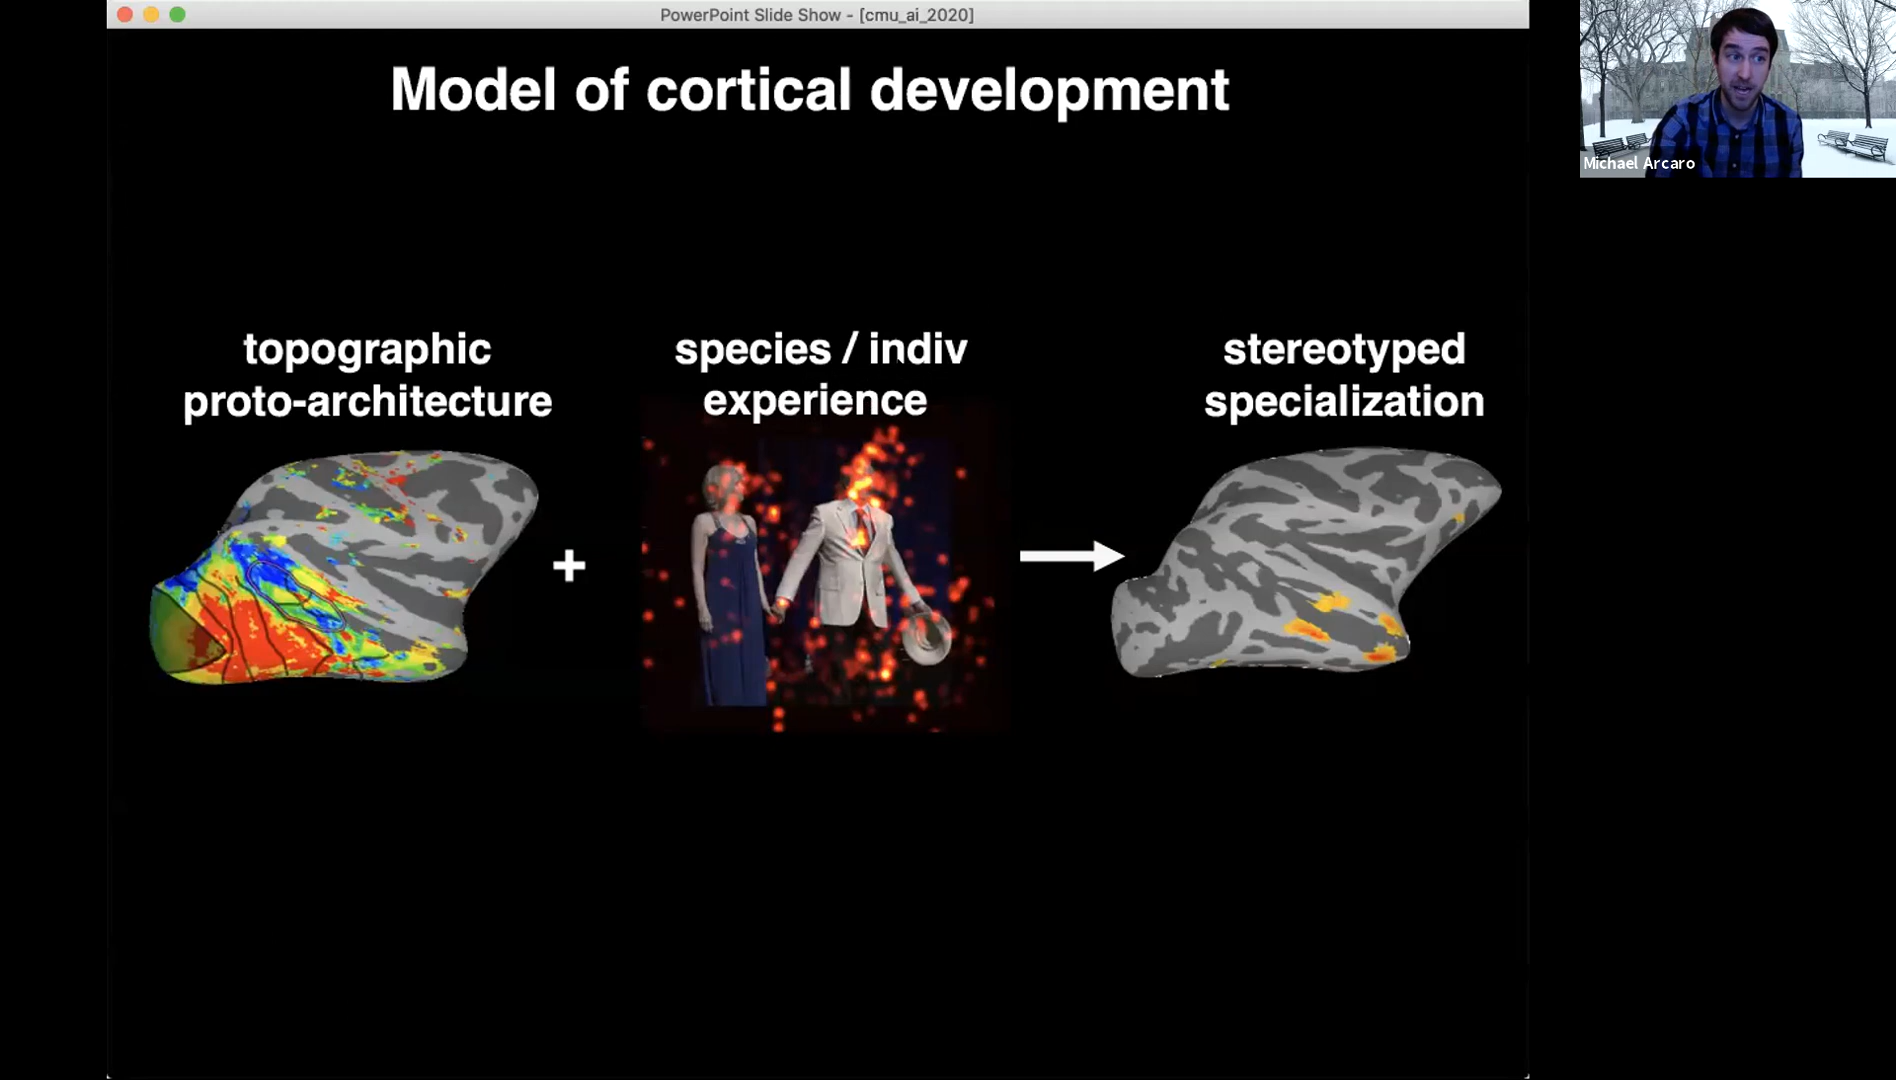 PowerPoint Slide Show - [cmu_ai_2020]
Model of cortical development
topographic
proto-architecture
+
species / indiv
experience
stereotyped
specialization
Michael Arcaro